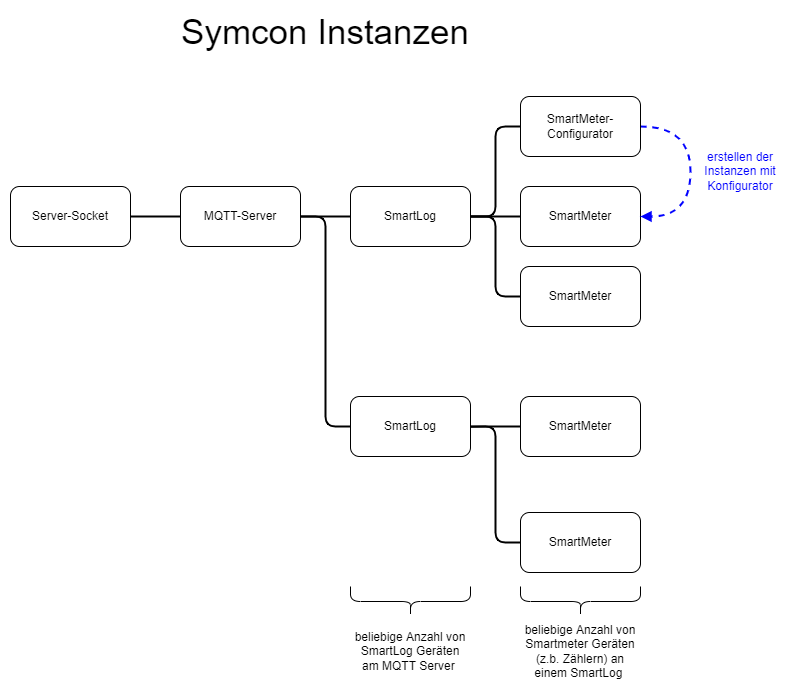 Symcon Instanzen
SmartMeter-
Configurator
erstellen der
Instanzen mit
Konfigurator
Server-Socket
MQTT-Server
SmartLog
SmartMeter
SmartMeter
SmartLog
SmartMeter
SmartMeter
beliebige Anzahl von
SmartLog Geräten
am MQTT Server
beliebige Anzahl von
Smartmeter Geräten
(z.b. Zählern) an
einem SmartLog